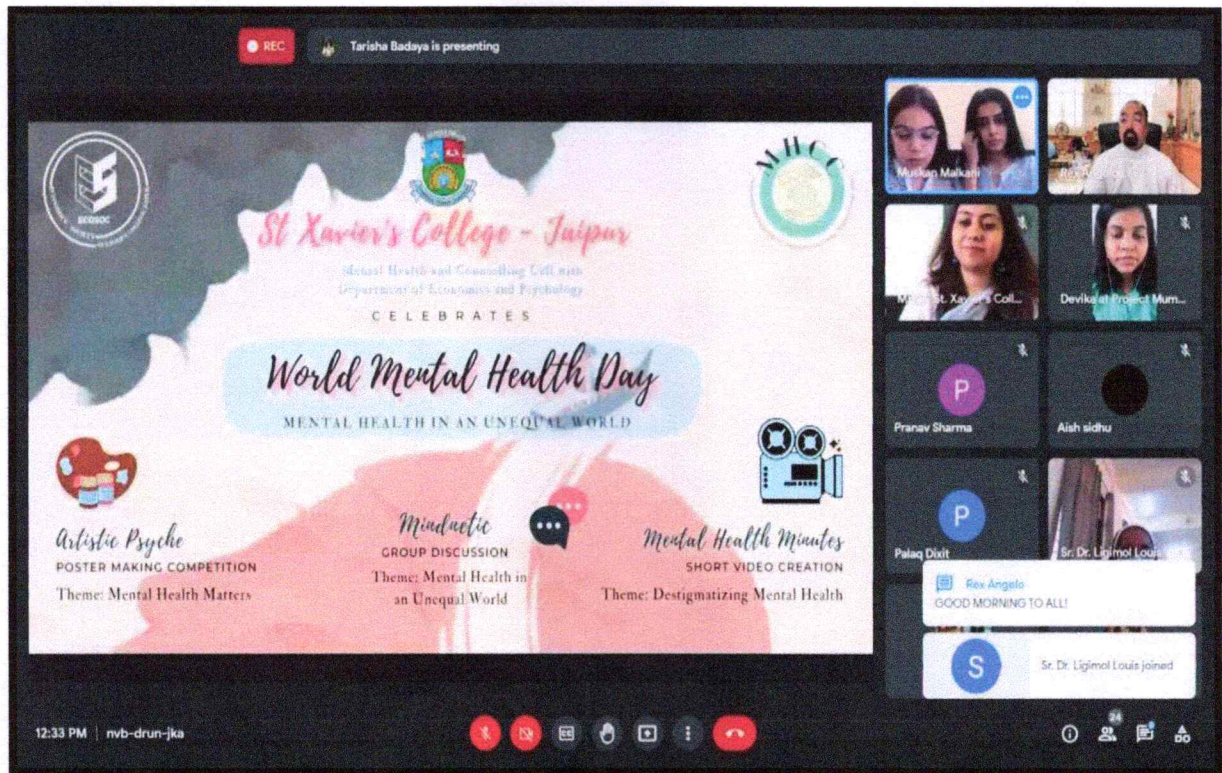 REC
Tarisha Badaya is presenting
ECOSOC
MHCC
St Xavier's College - Jaipur
Mental Health and Counselling Cell with
Department of Economics and Psychology
CELEBRATES
World Mental Health Day
MENTAL HEALTH IN AN UNEQUAL WORLD
Artistic Psyche
POSTER MAKING COMPETITION
Theme: Mental Health Matters
Mindnetic
GROUP DISCUSSION
Theme: Mental Health in
an Unequal World
Mental Health Minutes
SHORT VIDEO CREATION
Theme: Destigmatizing Mental Health
Muskan Malkani
Rex Angelo
St. Xavier's Coll...
Devika at Project Mum...
P
Pranav Sharma
Aish sidhu
P
Palaq Dixit
Sr. Dr. Ligimol Louis
Rex Angelo
GOOD MORNING TO ALL!
S
Sr. Dr. Ligimol Louis joined
12:33 PM | nvb-drun-jka
24